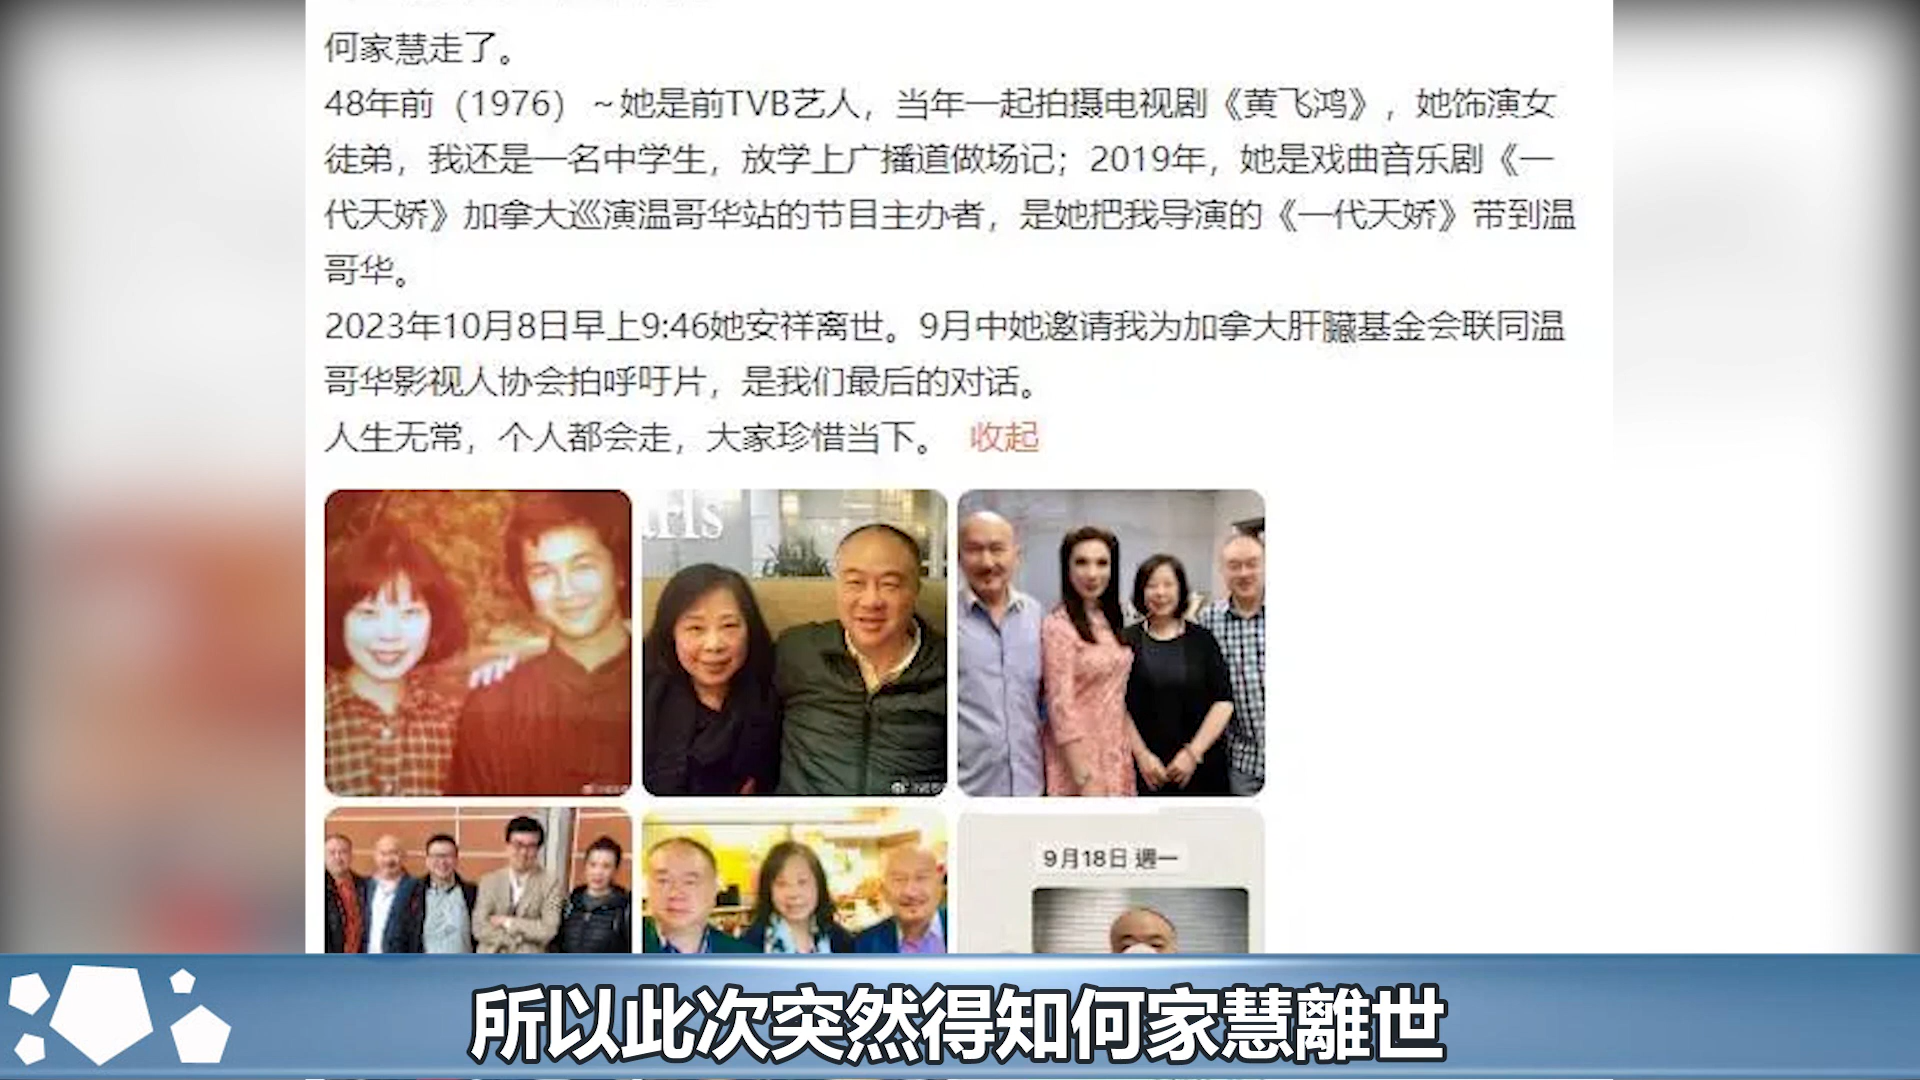 何家慧走了。
48年前（1976）～她是前TVB艺人，当年一起拍摄电视剧《黄飞鸿》，她饰演女
徒弟，我还是一名中学生，放学上广播道做场记；2019年，她是戏曲音乐剧《一
代天娇》加拿大巡演温哥华站的节目主办者，是她把我导演的《一代天娇》带到温
哥华。
2023年10月8日早上9:46她安祥离世。9月中她邀请我为加拿大肝臟基金会联同温
哥华影视人协会拍呼吁片，是我们最后的对话。
人生无常，个人都会走，大家珍惜当下。 收起
9月18日 週一
所以此次突然得知何家慧離世